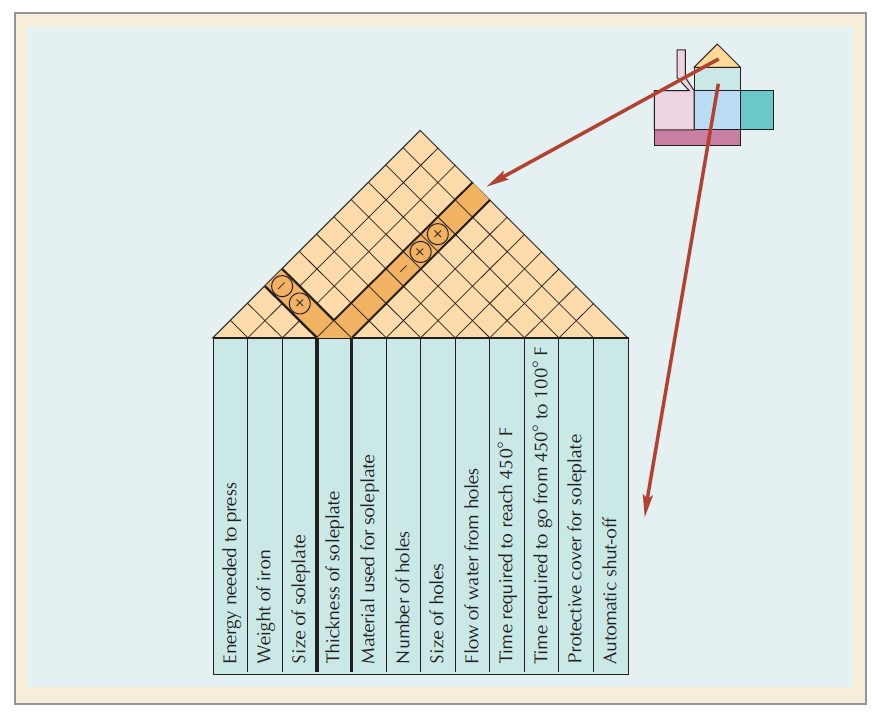 −
+
−
+
+
Energy needed to press
Weight of iron
Size of soleplate
Thickness of soleplate
Material used for soleplate
Number of holes
Size of holes
Flow of water from holes
Time required to reach 450° F
Time required to go from 450° to 100° F
Protective cover for soleplate
Automatic shut-off